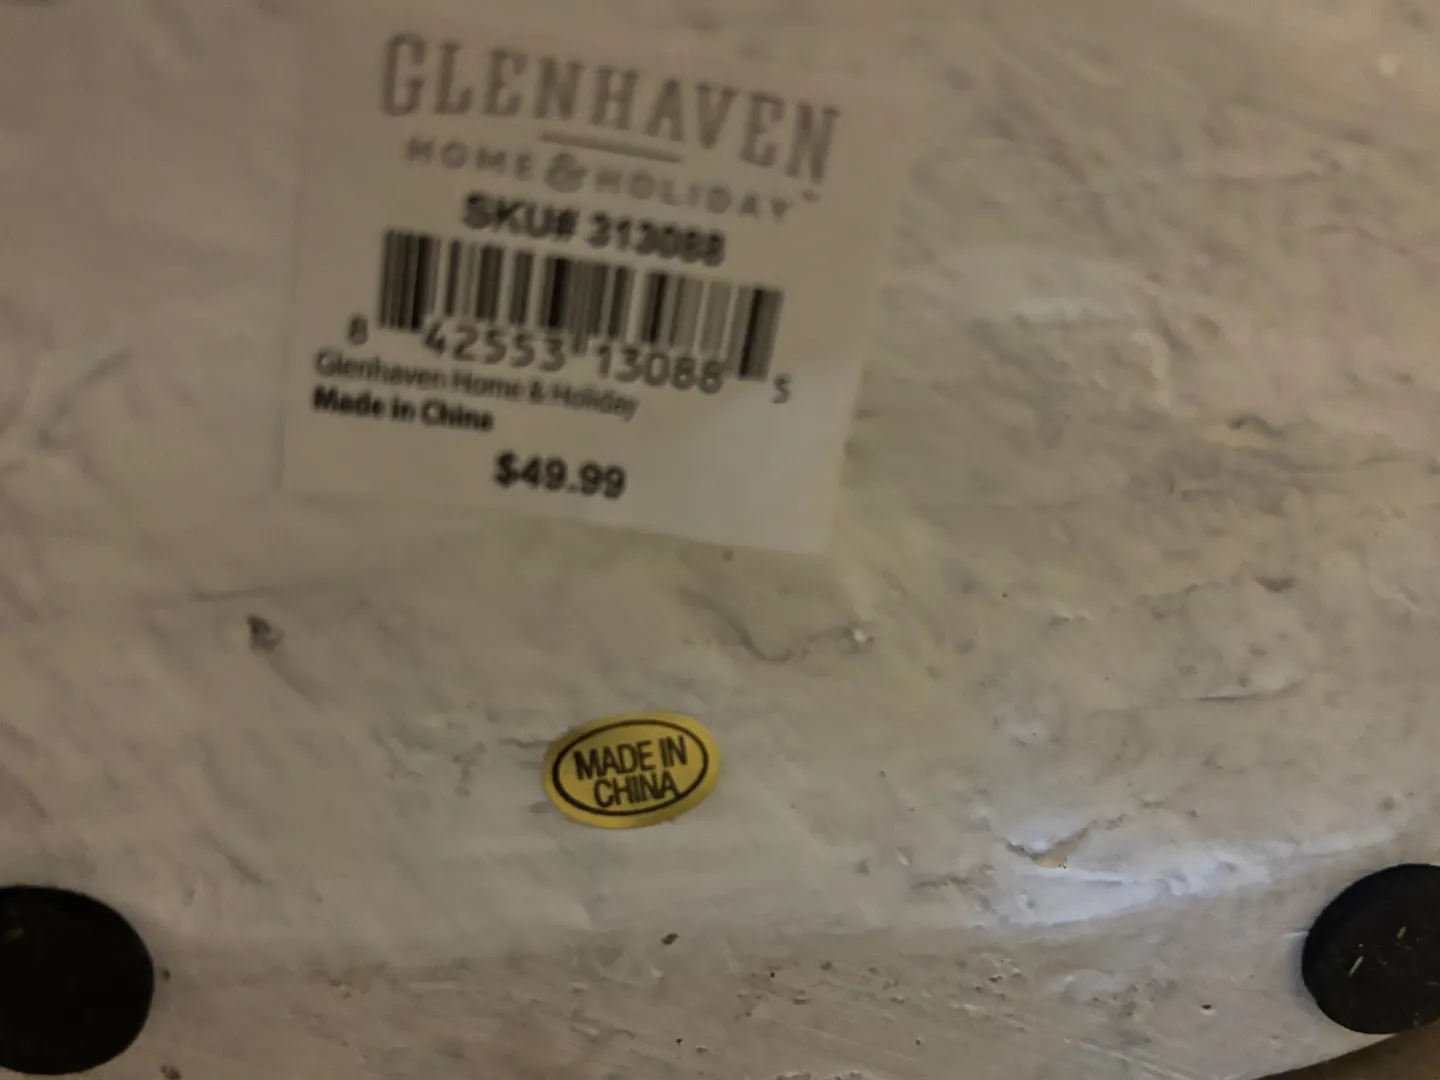 GLENHAVEN
HOME & HOLIDAY™
SKU# 313088
8 42553 13088 5
Glenhaven Home & Holiday
Made in China
$49.99
MADE IN
CHINA